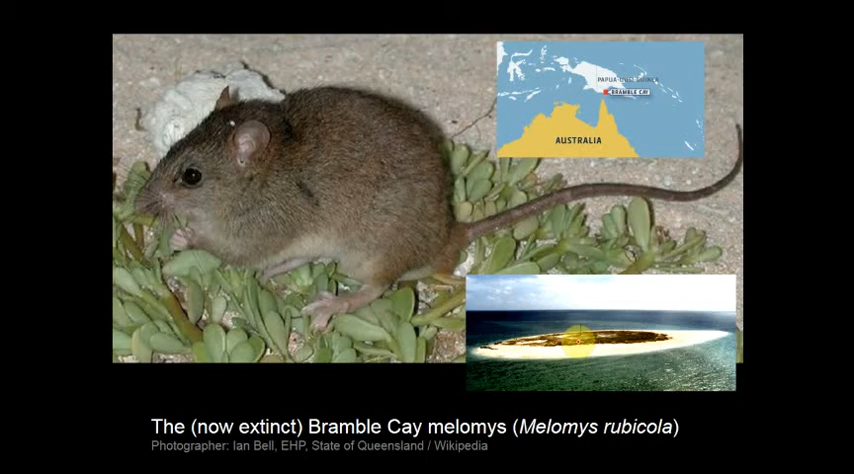 PAPUA-NEW GUINEA
BRAMBLE CAY
AUSTRALIA
The (now extinct) Bramble Cay melomys (Melomys rubicola)
Photographer: Ian Bell, EHP, State of Queensland / Wikipedia